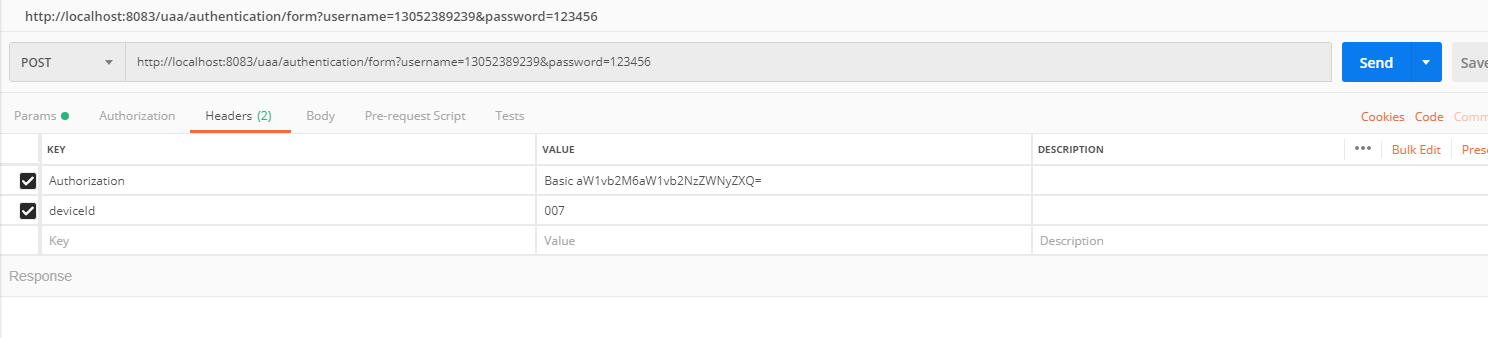 http://localhost:8083/uaa/authentication/form?username=13052389239&password=123456
POST http://localhost:8083/uaa/authentication/form?username=13052389239&password=123456 Send Save
Params Authorization Headers (2) Body Pre-request Script Tests Cookies Code Comm
KEY VALUE DESCRIPTION ••• Bulk Edit Prese
Authorization Basic aW1vb2M6aW1vb2NzZWNyZXQ=
deviceId 007
Key Value Description
Response